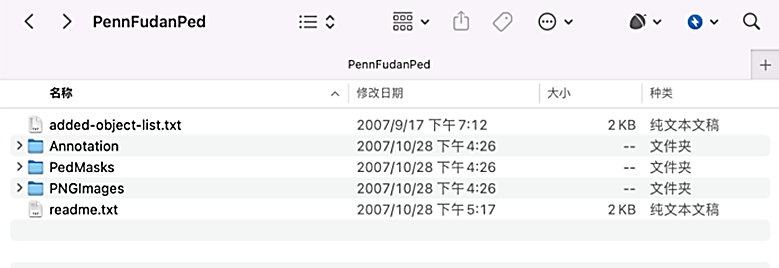 PennFudanPed
PennFudanPed
名称 修改日期 大小 种类
added-object-list.txt 2007/9/17 下午7:12 2 KB 纯文本文稿
Annotation 2007/10/28 下午4:26 -- 文件夹
PedMasks 2007/10/28 下午4:26 -- 文件夹
PNGImages 2007/10/28 下午4:26 -- 文件夹
readme.txt 2007/10/28 下午5:17 2 KB 纯文本文稿